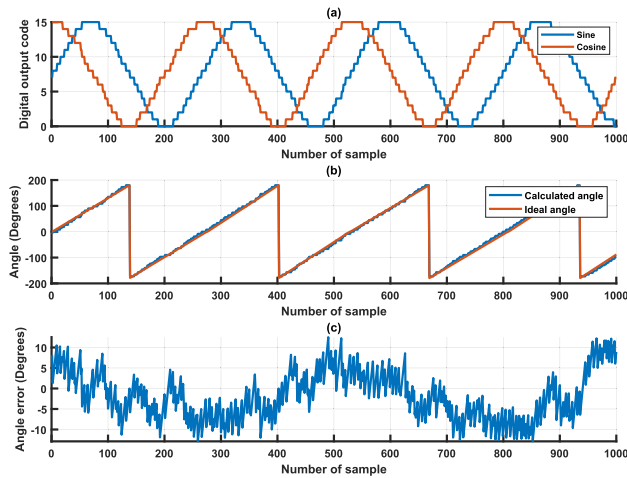 (a)
Digital output code
15
10
5
0
Sine
Cosine
0 100 200 300 400 500 600 700 800 900 1000
Number of sample
(b)
Angle (Degrees)
200
100
0
-100
-200
Calculated angle
Ideal angle
0 100 200 300 400 500 600 700 800 900 1000
Number of sample
(c)
Angle error (Degrees)
10
5
0
-5
-10
0 100 200 300 400 500 600 700 800 900 1000
Number of sample